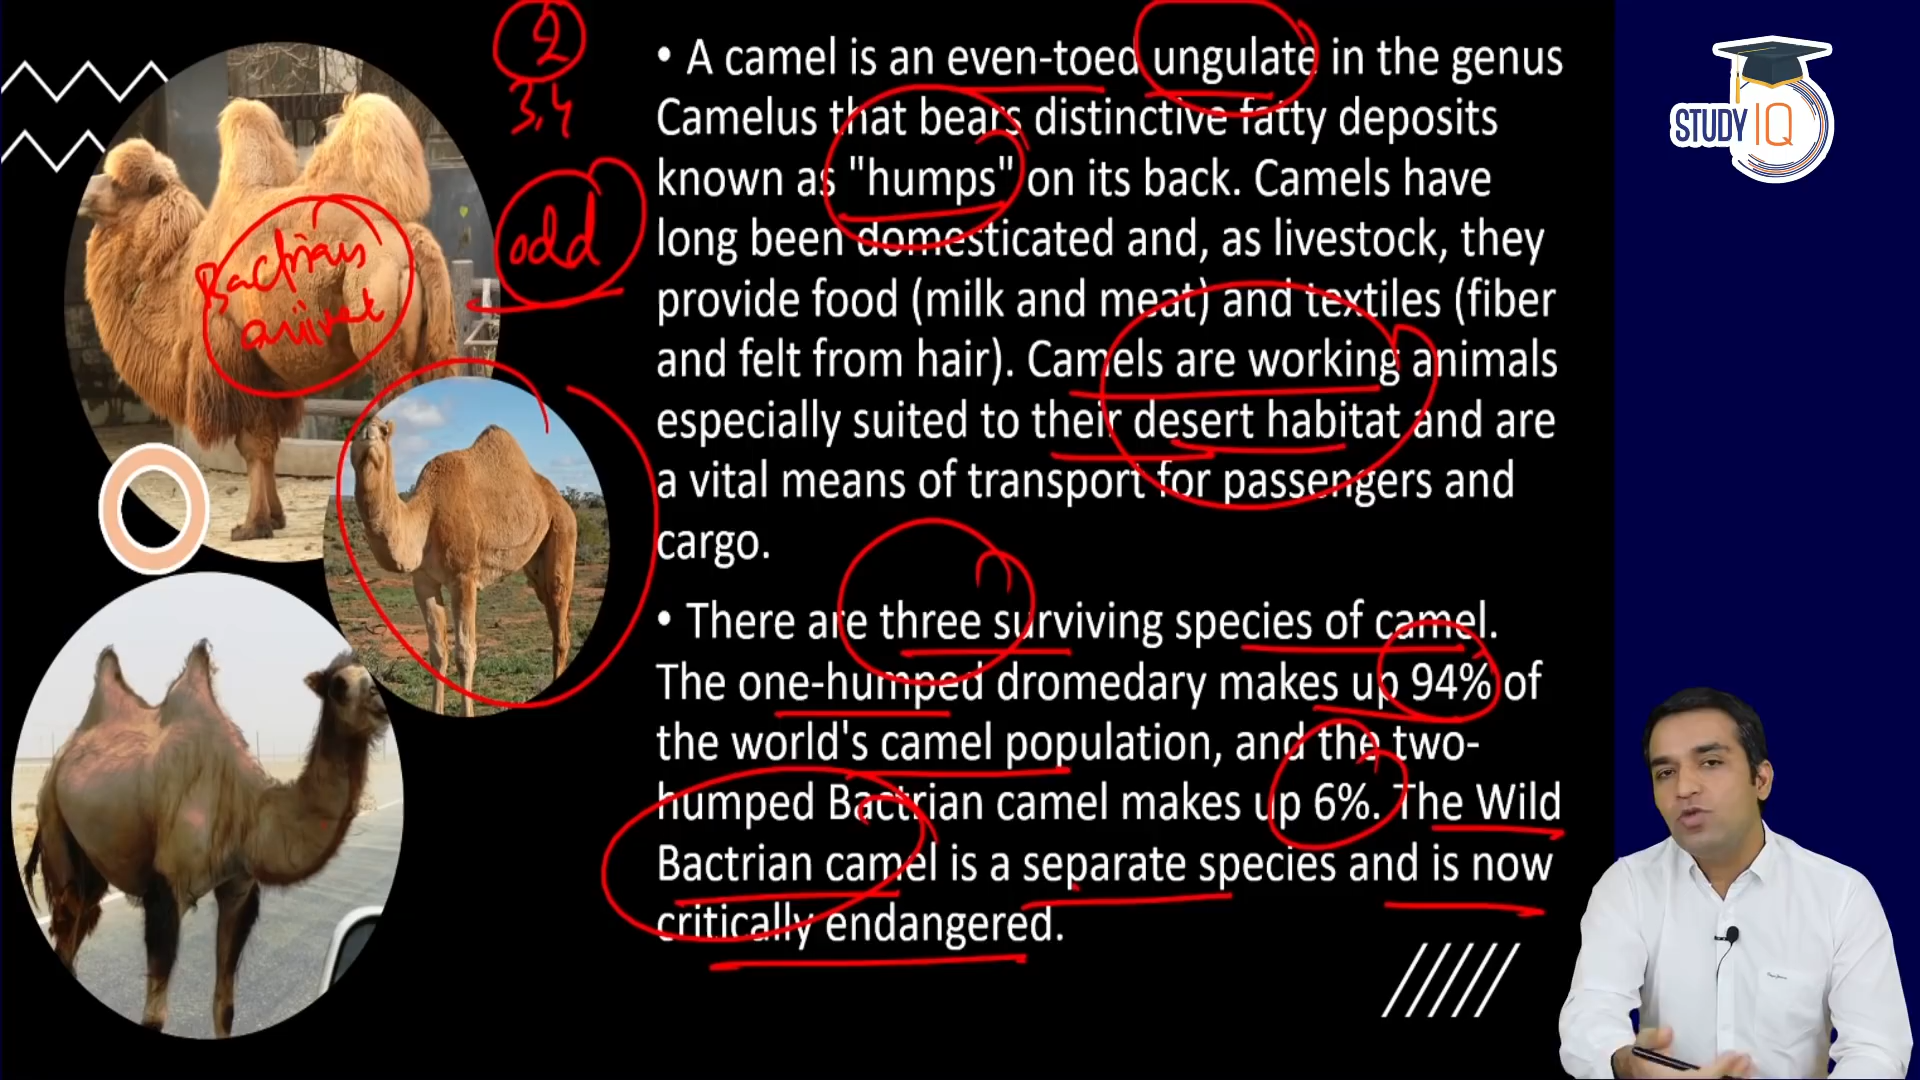 2
3,4
odd
Bactrian
STUDY IQ
• A camel is an even-toed ungulate in the genus
Camelus that bears distinctive fatty deposits
known as "humps" on its back. Camels have
long been domesticated and, as livestock, they
provide food (milk and meat) and textiles (fiber
and felt from hair). Camels are working animals
especially suited to their desert habitat and are
a vital means of transport for passengers and
cargo.
• There are three surviving species of camel.
The one-humped dromedary makes up 94% of
the world's camel population, and the two-
humped Bactrian camel makes up 6%. The Wild
Bactrian camel is a separate species and is now
critically endangered.